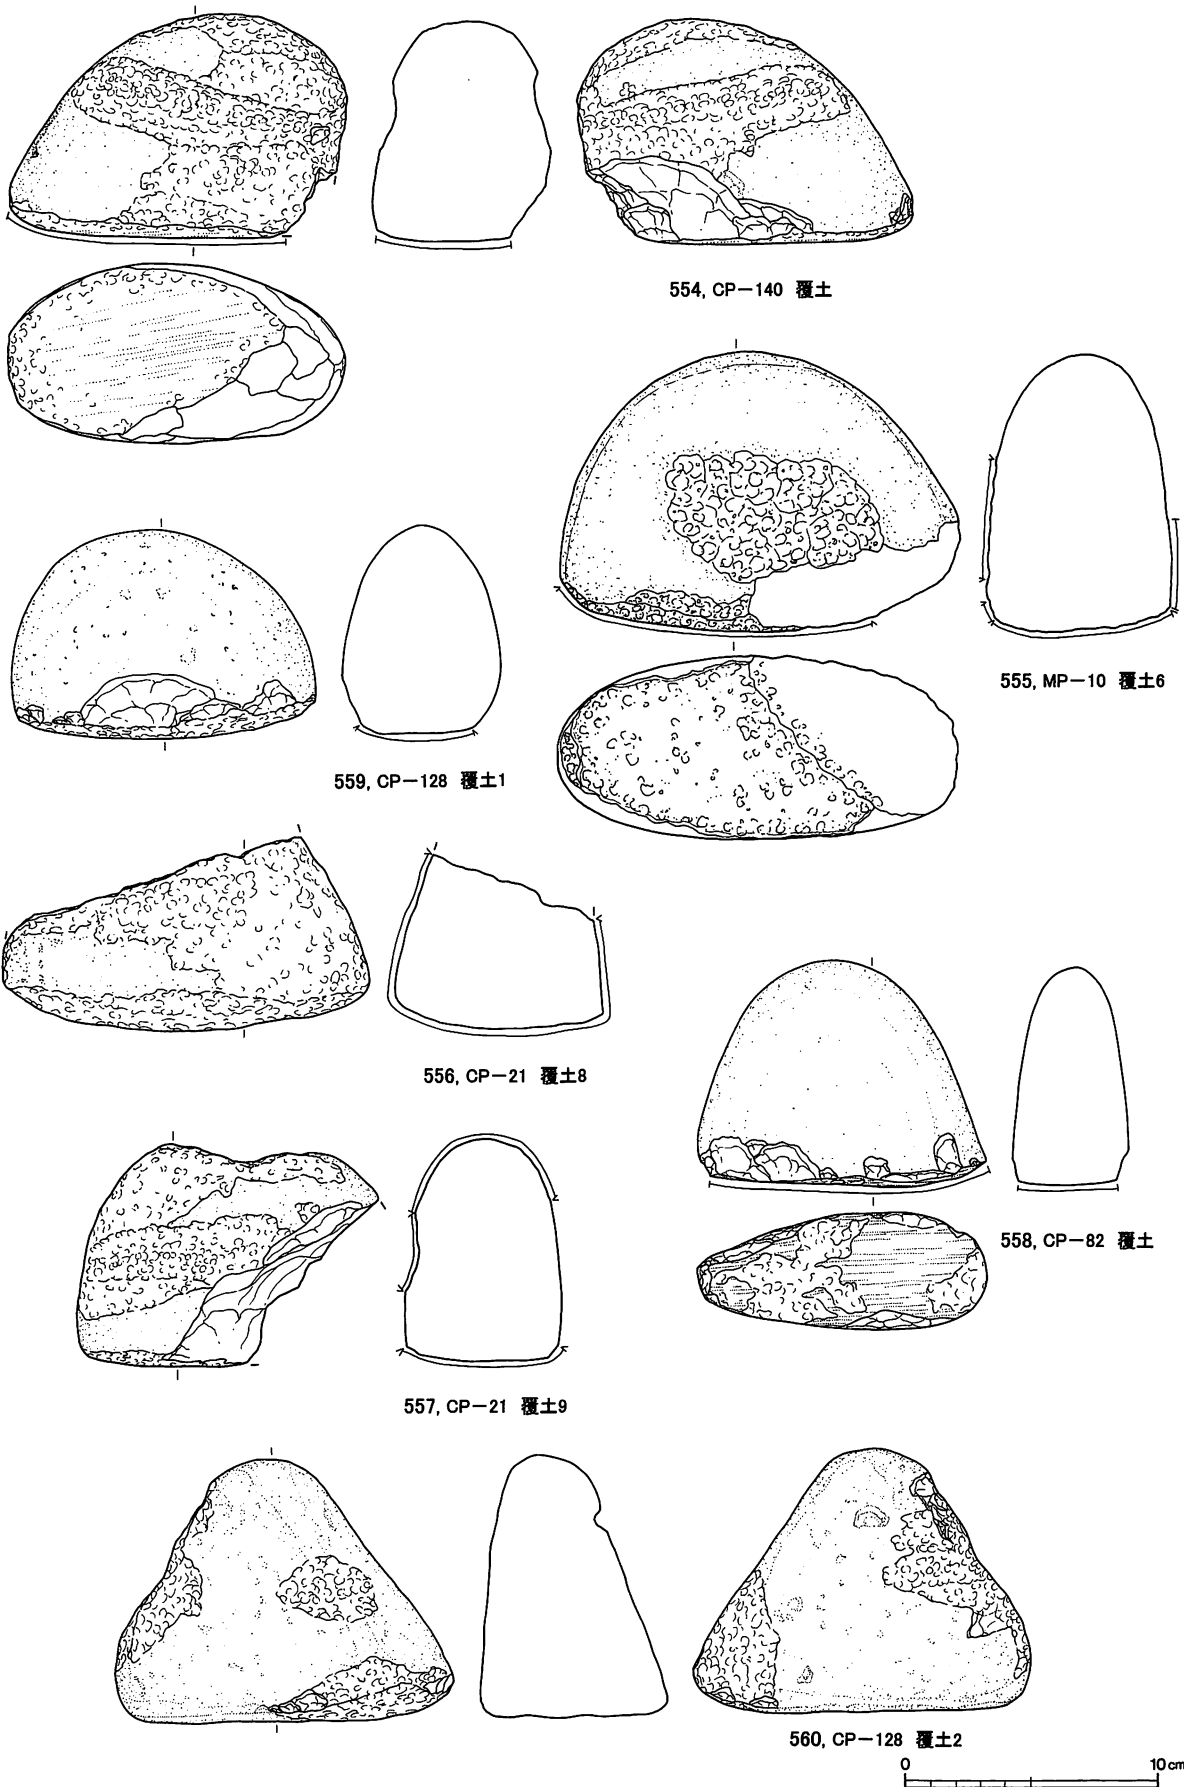 554, CP-140 覆土
555, MP-10 覆土6
559, CP-128 覆土1
556, CP-21 覆土8
558, CP-82 覆土
557, CP-21 覆土9
560, CP-128 覆土2
0 10cm